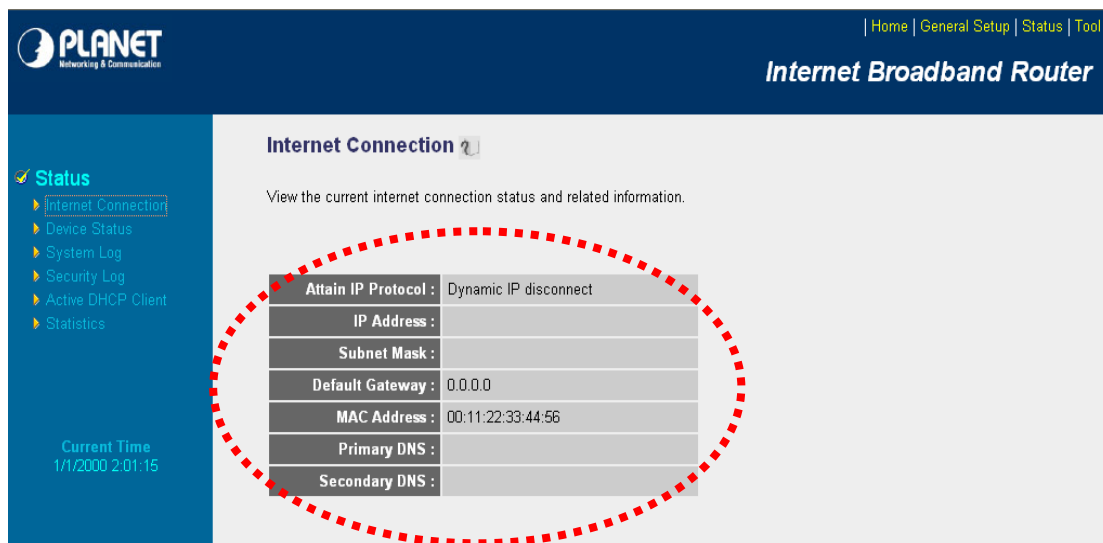 PLANET
Networking & Communication
| Home | General Setup | Status | Tool
Internet Broadband Router
Status
Internet Connection
Device Status
System Log
Security Log
Active DHCP Client
Statistics
Current Time
1/1/2000 2:01:15
Internet Connection
View the current internet connection status and related information.
Attain IP Protocol : Dynamic IP disconnect
IP Address :
Subnet Mask :
Default Gateway : 0.0.0.0
MAC Address : 00:11:22:33:44:56
Primary DNS :
Secondary DNS :